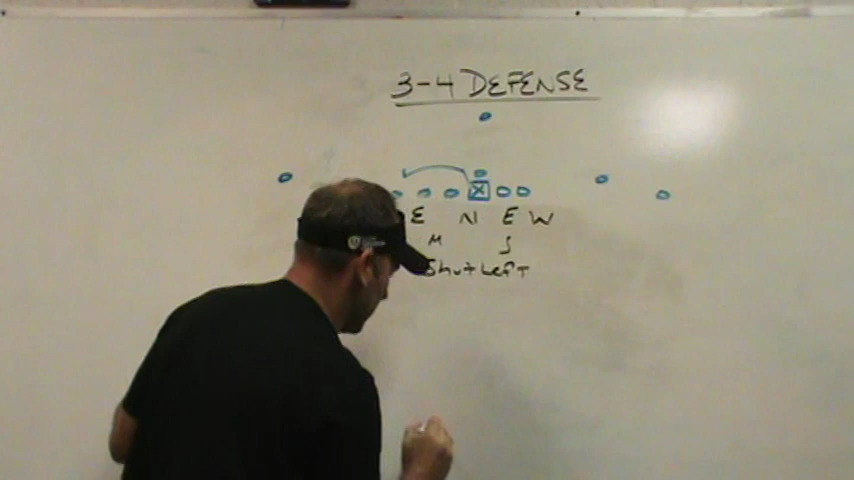 3-4 DEFENSE
X
E N E W
M S
Shut Left